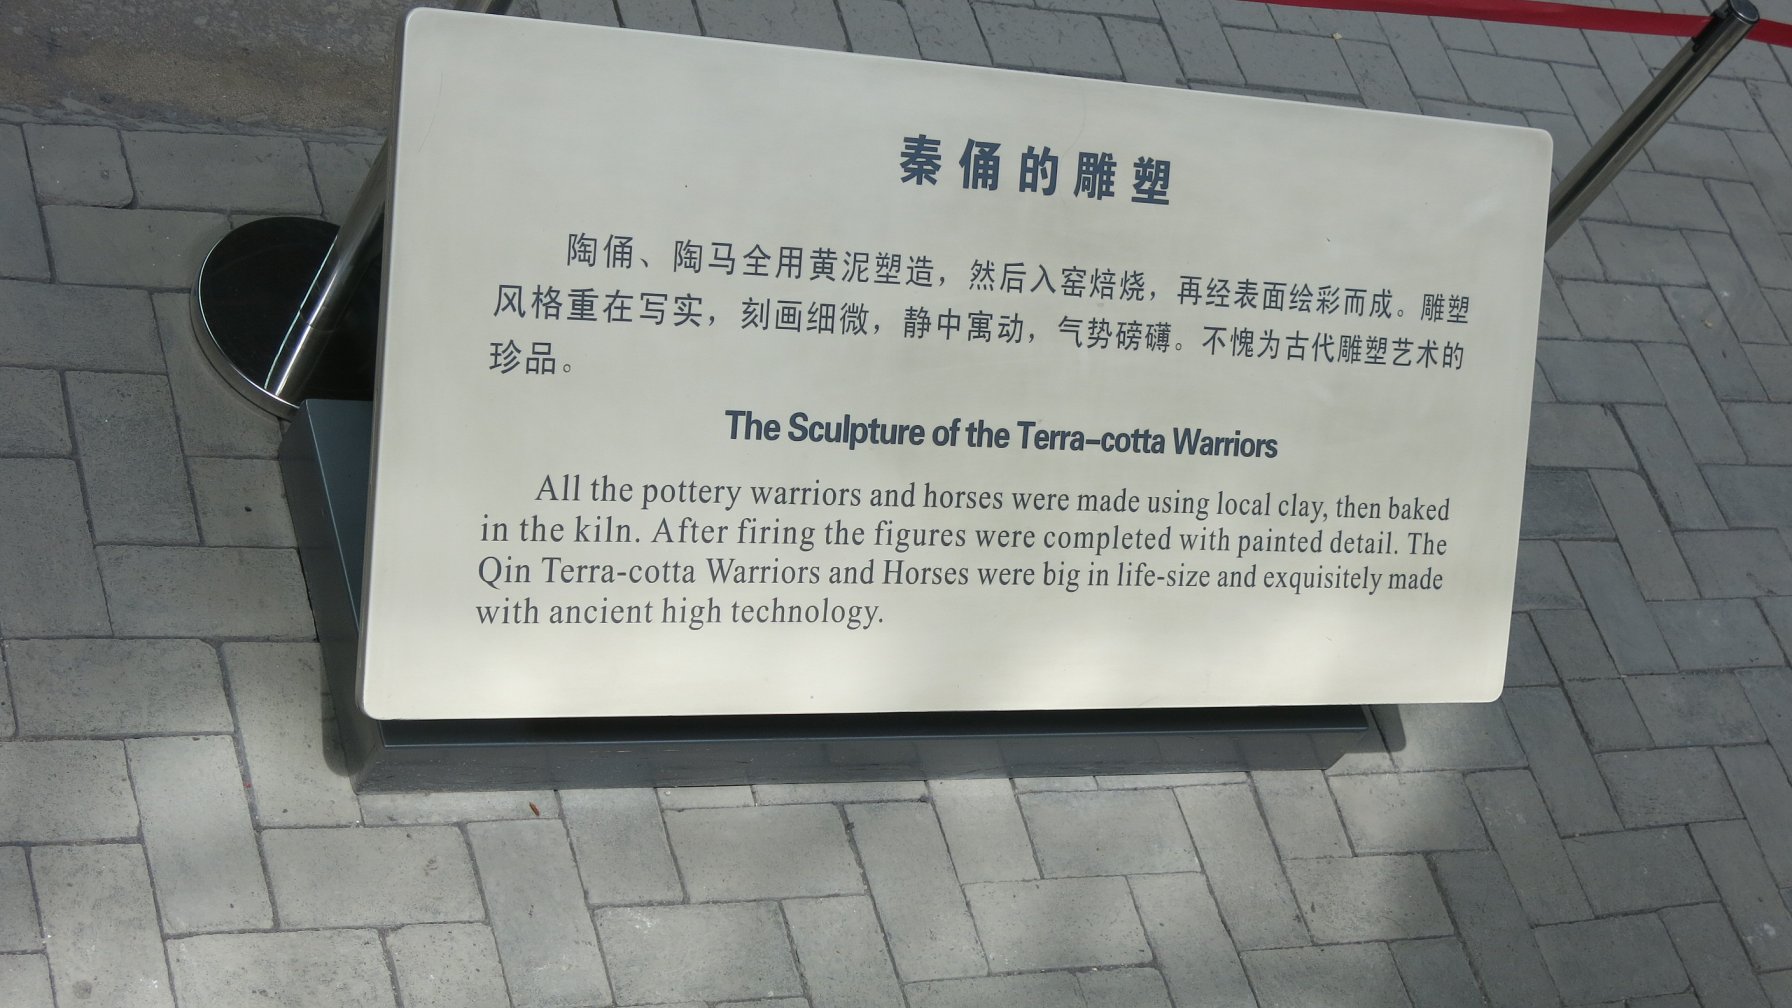 秦俑的雕塑
陶俑、陶马全用黄泥塑造，然后入窑焙烧，再经表面绘彩而成。雕塑
风格重在写实，刻画细微，静中寓动，气势磅礴。不愧为古代雕塑艺术的
珍品。
The Sculpture of the Terra-cotta Warriors
All the pottery warriors and horses were made using local clay, then baked
in the kiln. After firing the figures were completed with painted detail. The
Qin Terra-cotta Warriors and Horses were big in life-size and exquisitely made
with ancient high technology.